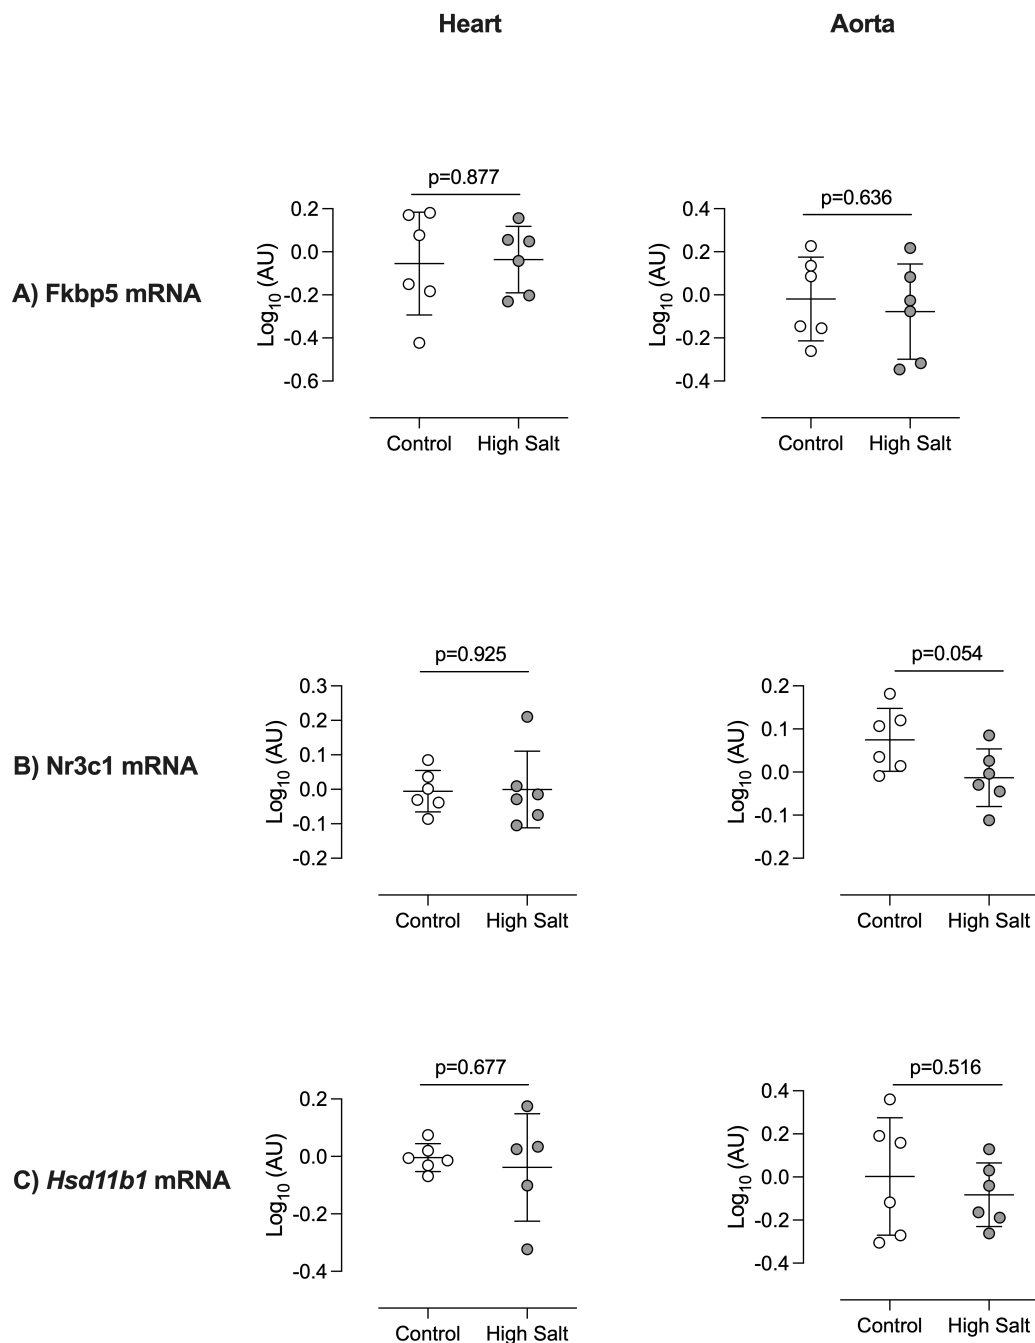 Heart
Aorta
A) Fkbp5 mRNA
p=0.877
Log10 (AU)
0.2
0.0
-0.2
-0.4
-0.6
Control
High Salt
p=0.636
Log10 (AU)
0.4
0.2
0.0
-0.2
-0.4
Control
High Salt
B) Nr3c1 mRNA
p=0.925
Log10 (AU)
0.3
0.2
0.1
0.0
-0.1
-0.2
Control
High Salt
p=0.054
Log10 (AU)
0.2
0.1
0.0
-0.1
-0.2
Control
High Salt
C) Hsd11b1 mRNA
p=0.677
Log10 (AU)
0.2
0.0
-0.2
-0.4
Control
High Salt
p=0.516
Log10 (AU)
0.4
0.2
0.0
-0.2
-0.4
Control
High Salt